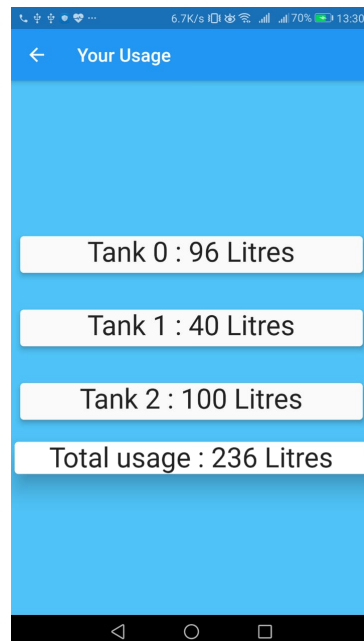 6.7K/s 70% 13:30
Your Usage
Tank 0 : 96 Litres
Tank 1 : 40 Litres
Tank 2 : 100 Litres
Total usage : 236 Litres